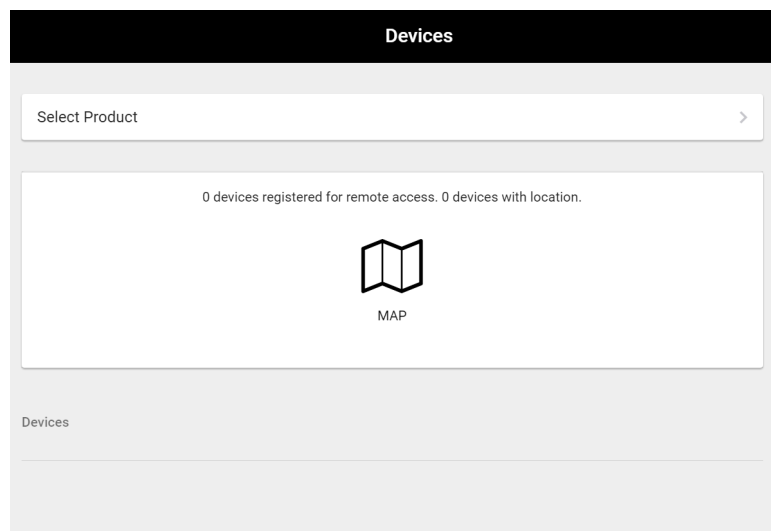 Devices
Select Product
0 devices registered for remote access. 0 devices with location.
MAP
Devices